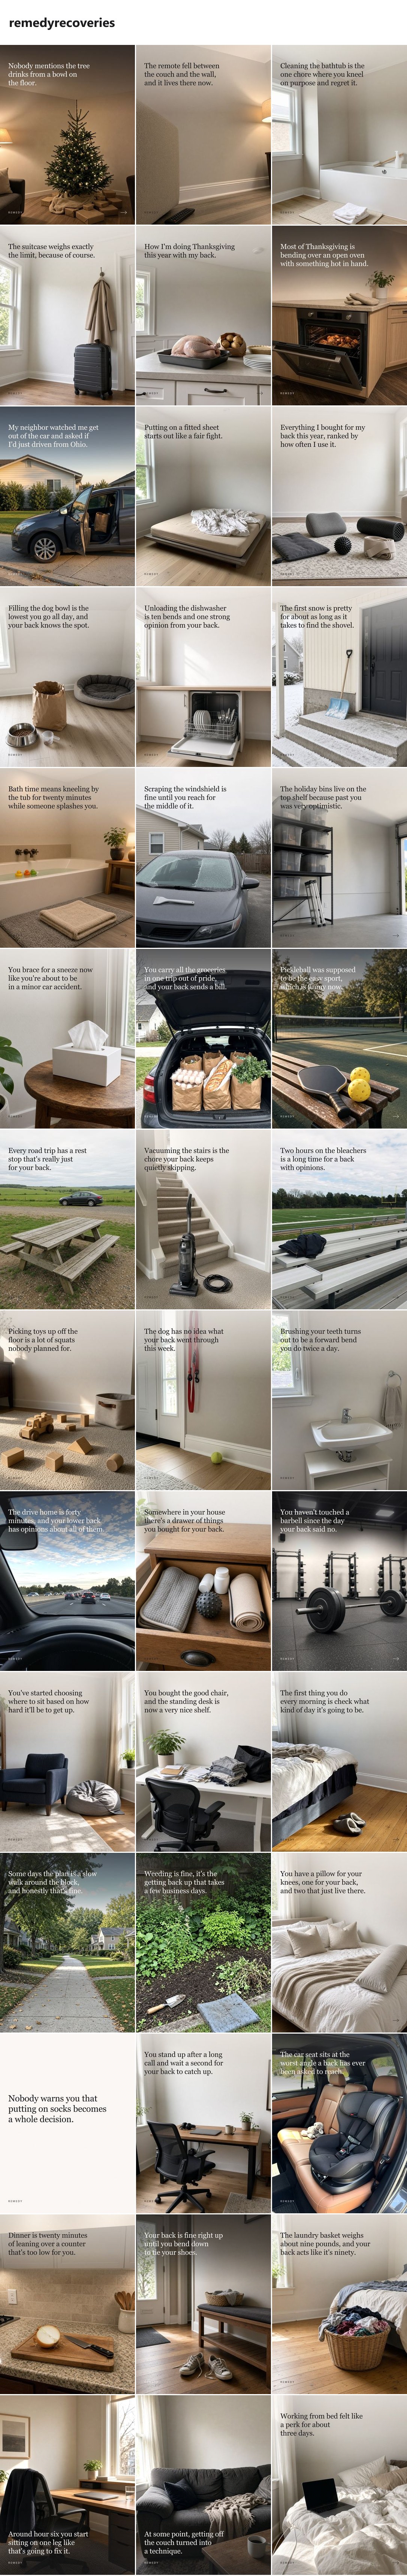 remedyrecoveries
Nobody mentions the tree
drinks from a bowl on
the floor.
The remote fell between
the couch and the wall,
and it lives there now.
Cleaning the bathtub is the
one chore where you kneel
on purpose and regret it.
The suitcase weighs exactly
the limit, because of course.
How I'm doing Thanksgiving
this year with my back.
Most of Thanksgiving is
bending over an open oven
with something hot in hand.
My neighbor watched me get
out of the car and asked if
I'd just driven from Ohio.
Putting on a fitted sheet
starts out like a fair fight.
Everything I bought for my
back this year, ranked by
how often I use it.
Filling the dog bowl is the
lowest you go all day, and
your back knows the spot.
Unloading the dishwasher
is ten bends and one strong
opinion from your back.
The first snow is pretty
for about as long as it
takes to find the shovel.
Bath time means kneeling by
the tub for twenty minutes
while someone splashes you.
Scraping the windshield is
fine until you reach for
the middle of it.
The holiday bins live on the
top shelf because past you
was very optimistic.
You brace for a sneeze now
like you're about to be
in a minor car accident.
You carry all the groceries
in one trip out of pride,
and your back sends a bill.
Pickleball was supposed
to be the easy sport,
which is funny now.
Every road trip has a rest
stop that's really just
for your back.
Vacuuming the stairs is the
chore your back keeps
quietly skipping.
Two hours on the bleachers
is a long time for a back
with opinions.
Picking toys up off the
floor is a lot of squats
nobody planned for.
The dog has no idea what
your back went through
this week.
Brushing your teeth turns
out to be a forward bend
you do twice a day.
The drive home is forty
minutes, and your lower back
has opinions about all of them.
Somewhere in your house
there's a drawer of things
you bought for your back.
You haven't touched a
barbell since the day
your back said no.
You've started choosing
where to sit based on how
hard it'll be to get up.
You bought the good chair,
and the standing desk is
now a very nice shelf.
The first thing you do
every morning is check what
kind of day it's going to be.
Some days the plan is a slow
walk around the block,
and honestly that's fine.
Weeding is fine, it's the
getting back up that takes
a few business days.
You have a pillow for your
knees, one for your back,
and two that just live there.
Nobody warns you that
putting on socks becomes
a whole decision.
You stand up after a long
call and wait a second for
your back to catch up.
The car seat sits at the
worst angle a back has ever
been asked to reach.
Dinner is twenty minutes
of leaning over a counter
that's too low for you.
Your back is fine right up
until you bend down
to tie your shoes.
The laundry basket weighs
about nine pounds, and your
back acts like it's ninety.
Around hour six you start
sitting on one leg like
that's going to fix it.
At some point, getting off
the couch turned into
a technique.
Working from bed felt like
a perk for about
three days.